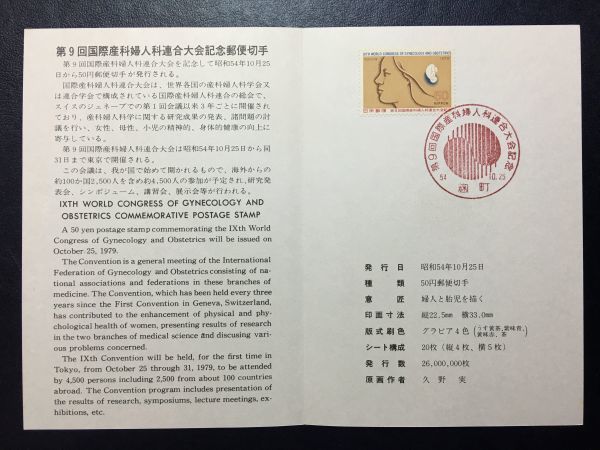 第９回国際産科婦人科連合大会記念郵便切手
第９回国際産科婦人科連合大会を記念して昭和54年10月25
日から50円郵便切手が発行される。
国際産科婦人科連合大会は、世界各国の産科婦人科学会又
は連合学会で構成されている国際産科婦人科連合の総会で、
スイスのジュネーブでの第１回会議以来３年ごとに開催され
ており、産科婦人科学に関する研究成果の発表、諸問題の討
議を行い、女性、母性、小児の精神的、身体的健康の向上に
寄与している。
第９回国際産科婦人科連合大会は昭和54年10月25日から同
31日まで東京で開催される。
この会議は、我が国で始めて開かれるもので、海外からの
約100か国2,500人を含め約4,500人の参加が予定され、研究発
表会、シンポジューム、講習会、展示会等が行われる。
IXTH WORLD CONGRESS OF GYNECOLOGY AND
OBSTETRICS COMMEMORATIVE POSTAGE STAMP
A 50 yen postage stamp commemorating the IXth World
Congress of Gynecology and Obstetrics will be issued on
October 25, 1979.
The Convention is a general meeting of the International
Federation of Gynecology and Obstetrics consisting of na-
tional associations and federations in these branches of
medicine. The Convention, which has been held every three
years since the First Convention in Geneva, Switzerland,
has contributed to the enhancement of physical and phy-
chological health of women, presenting results of research
in the two branches of medical science and discusing vari-
ous problems concerned.
The IXth Convention will be held, for the first time in
Tokyo, from October 25 through 31, 1979, to be attended
by 4,500 persons including 2,500 from about 100 countries
abroad. The Convention program includes presentation of
the results of research, symposiums, lecture meetings, ex-
hibitions, etc.
IXTH WORLD CONGRESS OF GYNECOLOGY AND OBSTETRICS
1979
50
NIPPON
日本郵便
第9回国際産科婦人科連合大会記念
第９回国際産科婦人科連合大会記念
54 10.25
麹町
発行日 昭和54年10月25日
種類 50円郵便切手
意匠 婦人と胎児を描く
印面寸法 縦22.5mm 横33.0mm
版式刷色 グラビア４色（うす黄茶、黄味青、黄味赤、茶）
シート構成 20枚（縦４枚、横５枚）
発行数 26,000,000枚
原画作者 久野 実